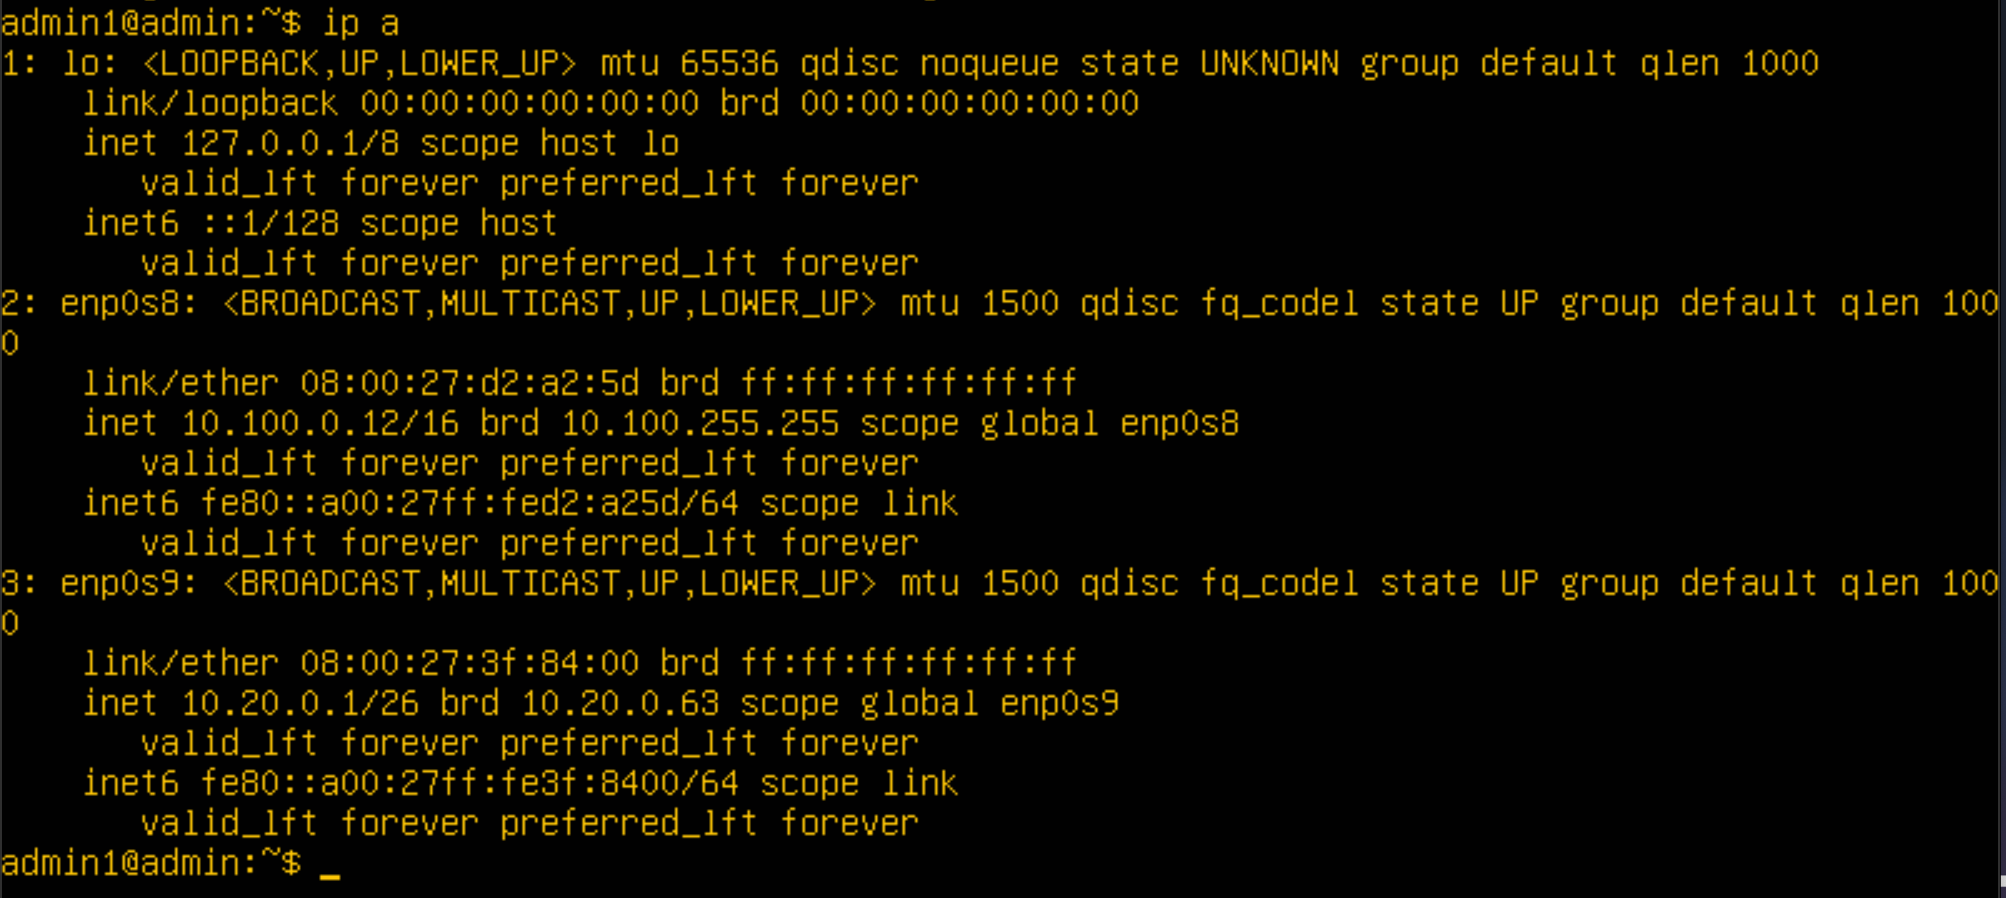 admin1@admin:~$ ip a
1: lo: <LOOPBACK,UP,LOWER_UP> mtu 65536 qdisc noqueue state UNKNOWN group default qlen 1000
    link/loopback 00:00:00:00:00:00 brd 00:00:00:00:00:00
    inet 127.0.0.1/8 scope host lo
       valid_lft forever preferred_lft forever
    inet6 ::1/128 scope host
       valid_lft forever preferred_lft forever
2: enp0s8: <BROADCAST,MULTICAST,UP,LOWER_UP> mtu 1500 qdisc fq_codel state UP group default qlen 100
0
    link/ether 08:00:27:d2:a2:5d brd ff:ff:ff:ff:ff:ff
    inet 10.100.0.12/16 brd 10.100.255.255 scope global enp0s8
       valid_lft forever preferred_lft forever
    inet6 fe80::a00:27ff:fed2:a25d/64 scope link
       valid_lft forever preferred_lft forever
3: enp0s9: <BROADCAST,MULTICAST,UP,LOWER_UP> mtu 1500 qdisc fq_codel state UP group default qlen 100
0
    link/ether 08:00:27:3f:84:00 brd ff:ff:ff:ff:ff:ff
    inet 10.20.0.1/26 brd 10.20.0.63 scope global enp0s9
       valid_lft forever preferred_lft forever
    inet6 fe80::a00:27ff:fe3f:8400/64 scope link
       valid_lft forever preferred_lft forever
admin1@admin:~$ _